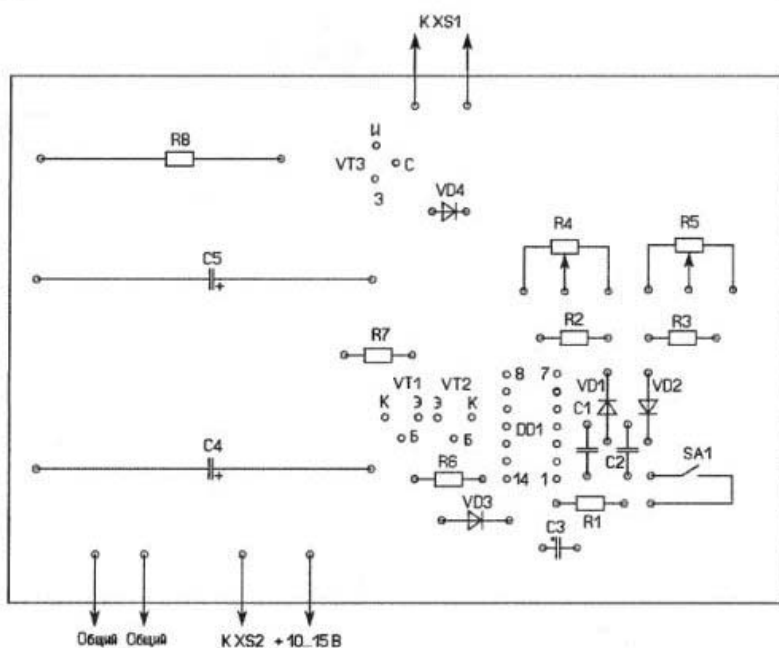 К XS1
R8
И
VT3
С
З
VD4
R4
R5
C5
R2
R3
R7
8
7
VT1
VT2
VD1
VD2
К
Э
Э
К
C1
DD1
Б
Б
C4
C2
SA1
R6
14
1
VD3
R1
C3
+
+
+
Общий Общий К XS2 + 10...15 В